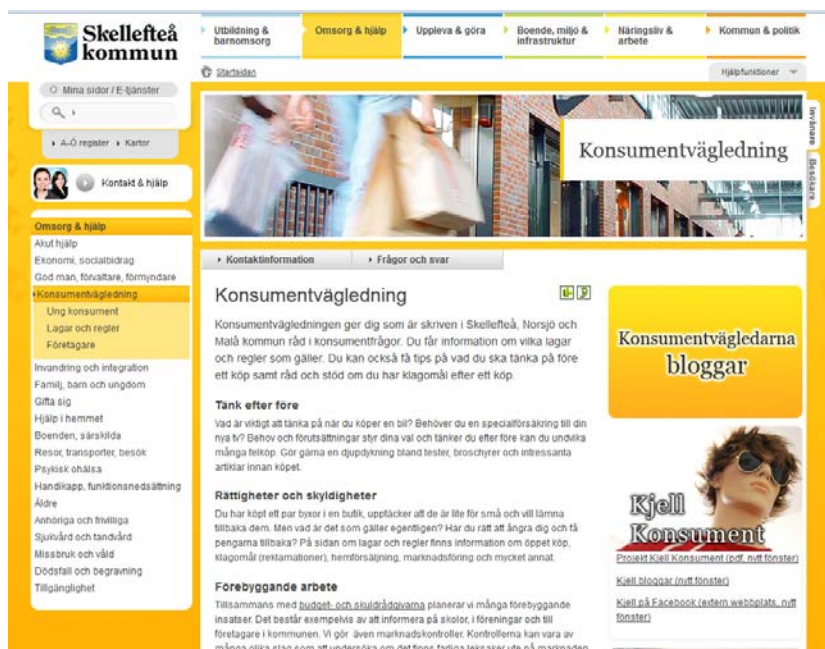 Skellefteå
kommun
Utbildning &
barnomsorg
Omsorg & hjälp
Uppleva & göra
Boende, miljö &
infrastruktur
Näringsliv &
arbete
Kommun & politik
Startsidan
Hjälpfunktioner
Mina sidor / E-tjänster
A-Ö register
Kartor
Kontakt & hjälp
Konsumentvägledning
Invånare
Besökare
Omsorg & hjälp
Akut hjälp
Ekonomi, socialbidrag
God man, förvaltare, förmyndare
Konsumentvägledning
Ung konsument
Lagar och regler
Företagare
Invandring och integration
Familj, barn och ungdom
Gifta sig
Hjälp i hemmet
Boenden, särskilda
Resor, transporter, besök
Psykisk ohälsa
Handikapp, funktionsnedsättning
Äldre
Anhöriga och frivilliga
Sjukvård och tandvård
Missbruk och våld
Dödsfall och begravning
Tillgänglighet
Kontaktinformation
Frågor och svar
Konsumentvägledning
Konsumentvägledningen ger dig som är skriven i Skellefteå, Norsjö och
Malå kommun råd i konsumentfrågor. Du får information om vilka lagar
och regler som gäller. Du kan också få tips på vad du ska tänka på före
ett köp samt råd och stöd om du har klagomål efter ett köp.
Tänk efter före
Vad är viktigt att tänka på när du köper en bil? Behöver du en specialförsäkring till din
nya tv? Behov och förutsättningar styr dina val och tänker du efter före kan du undvika
många felköp. Gör gärna en djupdykning bland tester, broschyrer och intressanta
artiklar innan köpet.
Rättigheter och skyldigheter
Du har köpt ett par byxor i en butik, upptäcker att de är lite för små och vill lämna
tillbaka dem. Men vad är det som gäller egentligen? Har du rätt att ångra dig och få
pengarna tillbaka? På sidan om lagar och regler finns information om öppet köp,
klagomål (reklamationer), hemförsäljning, marknadsföring och mycket annat.
Förebyggande arbete
Tillsammans med budget- och skuldrådgivarna planerar vi många förebyggande
insatser. Det består exempelvis av att informera på skolor, i föreningar och till
företagare i kommunen. Vi gör även marknadskontroller. Kontrollerna kan vara av
många olika slag som att undersöka om det finns farliga leksaker ute på marknaden
Konsumentvägledarna
bloggar
Kjell
Konsument
Projekt Kjell Konsument (pdf, nytt fönster)
Kjell bloggar (nytt fönster)
Kjell på Facebook (extern webbplats, nytt
fönster)